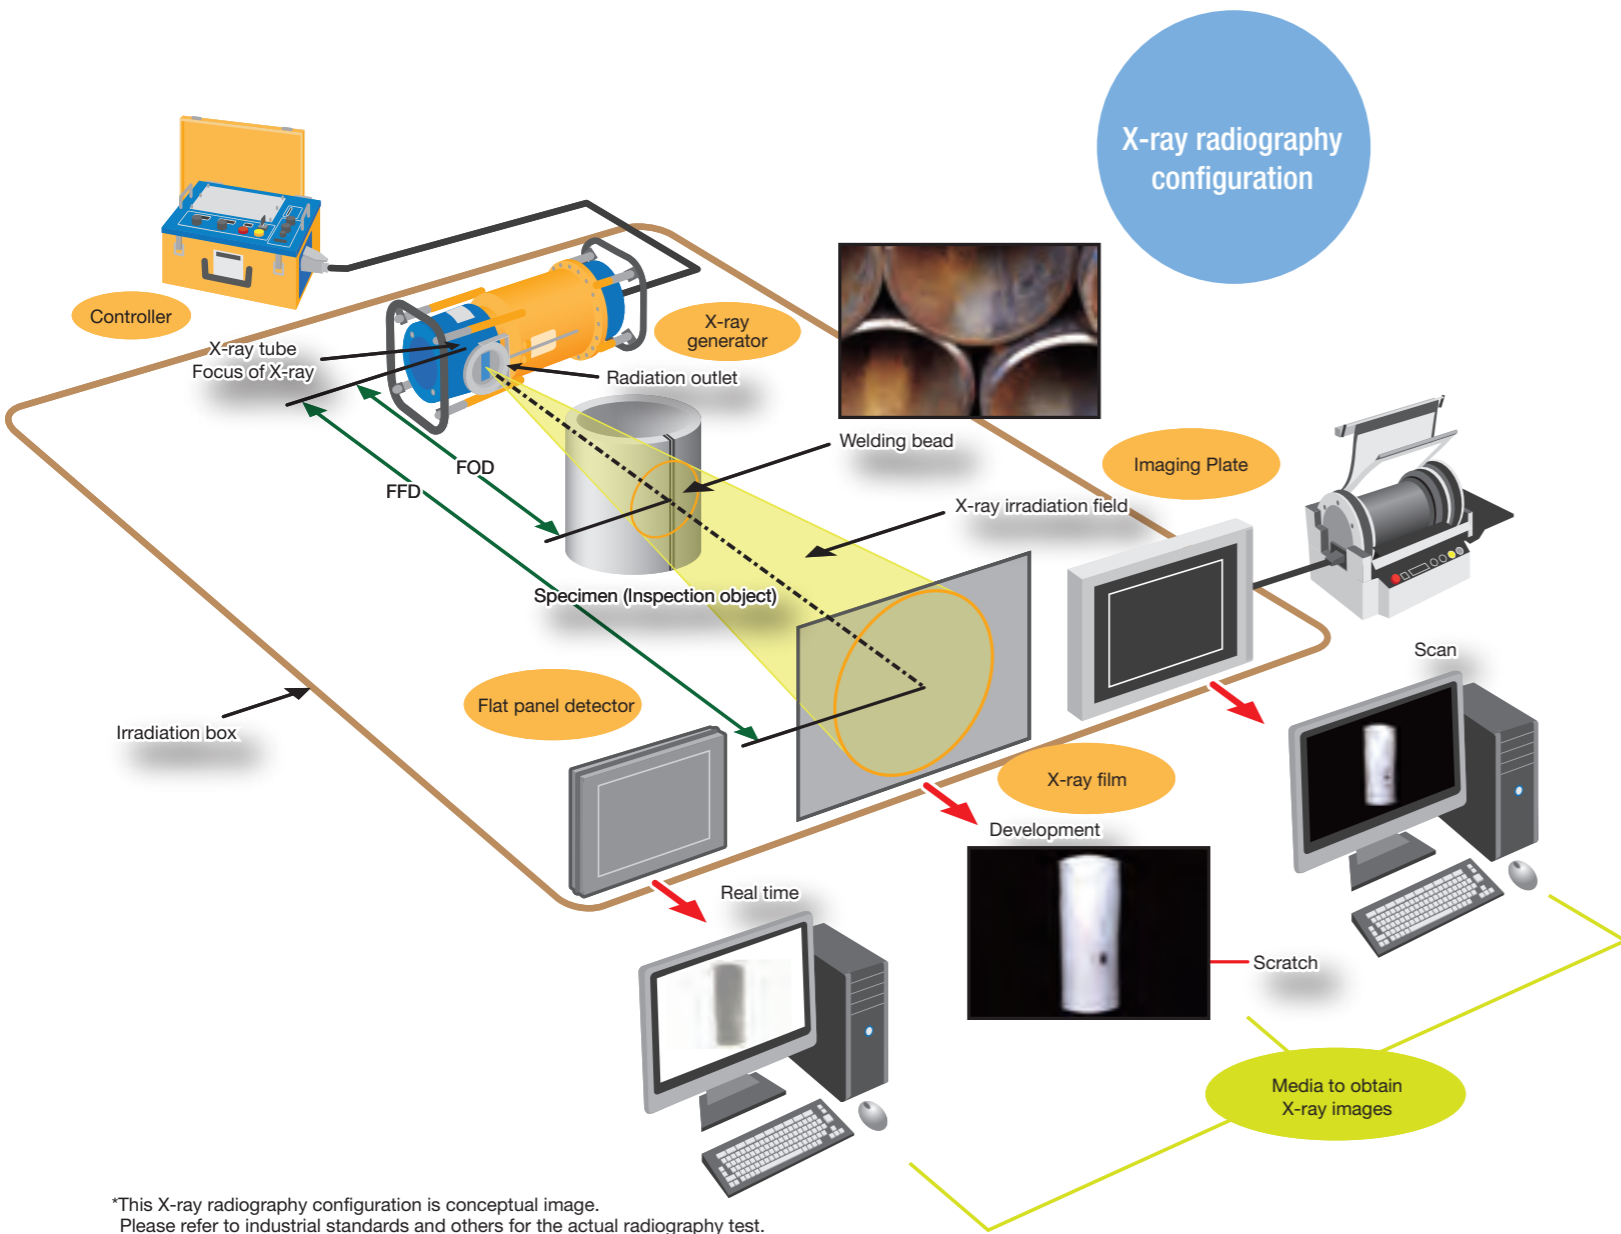 X-ray radiography
configuration
Controller
X-ray
generator
X-ray tube
Focus of X-ray
Radiation outlet
Welding bead
FOD
FFD
Imaging Plate
X-ray irradiation field
Specimen (Inspection object)
Scan
Flat panel detector
Irradiation box
X-ray film
Development
Real time
Scratch
Media to obtain
X-ray images
*This X-ray radiography configuration is conceptual image.
Please refer to industrial standards and others for the actual radiography test.